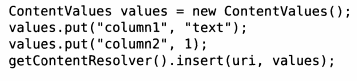 ContentValues values = new ContentValues();
values.put("column1", "text");
values.put("column2", 1);
getContentResolver().insert(uri, values);